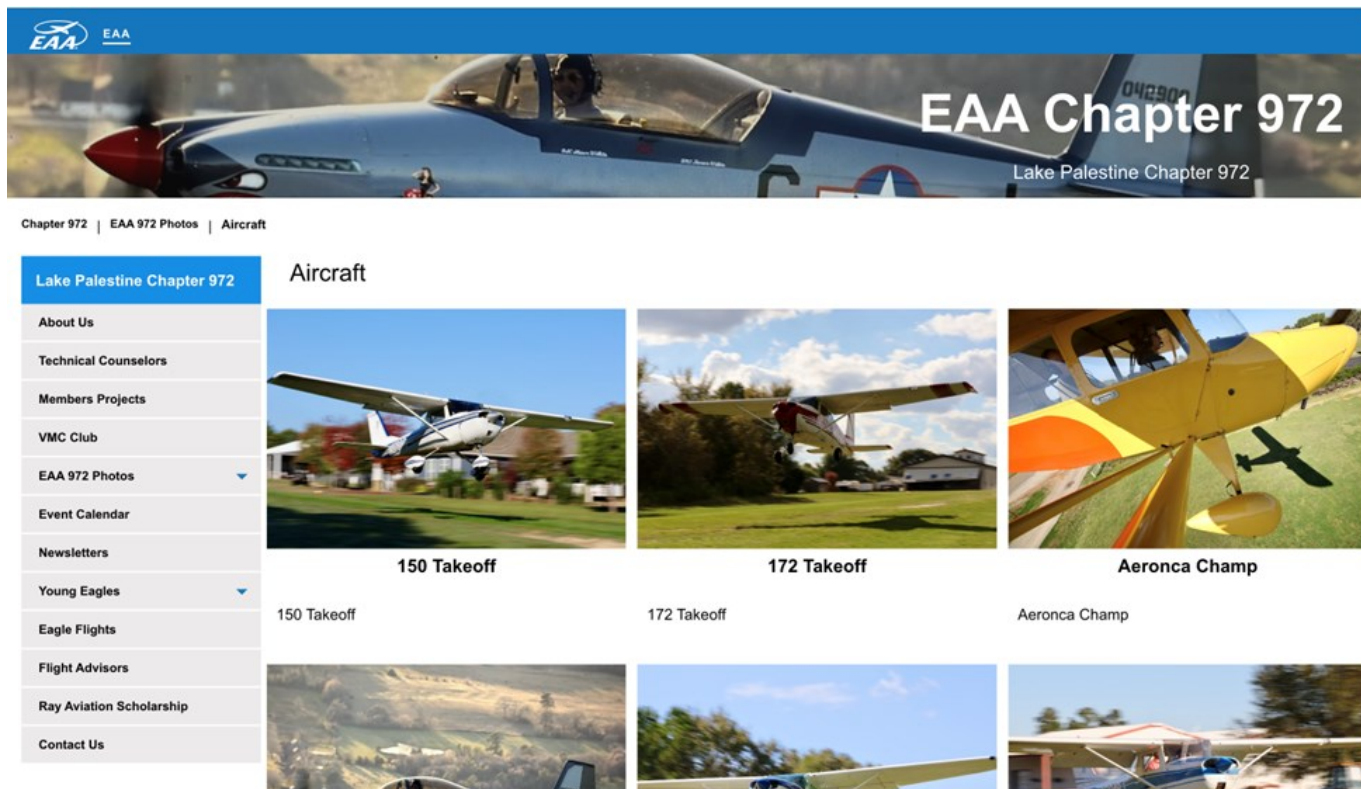 EAA
EAA
042900
EAA Chapter 972
Lake Palestine Chapter 972
Chapter 972 | EAA 972 Photos | Aircraft
Lake Palestine Chapter 972
About Us
Technical Counselors
Members Projects
VMC Club
EAA 972 Photos
Event Calendar
Newsletters
Young Eagles
Eagle Flights
Flight Advisors
Ray Aviation Scholarship
Contact Us
Aircraft
150 Takeoff
172 Takeoff
Aeronca Champ
150 Takeoff
172 Takeoff
Aeronca Champ